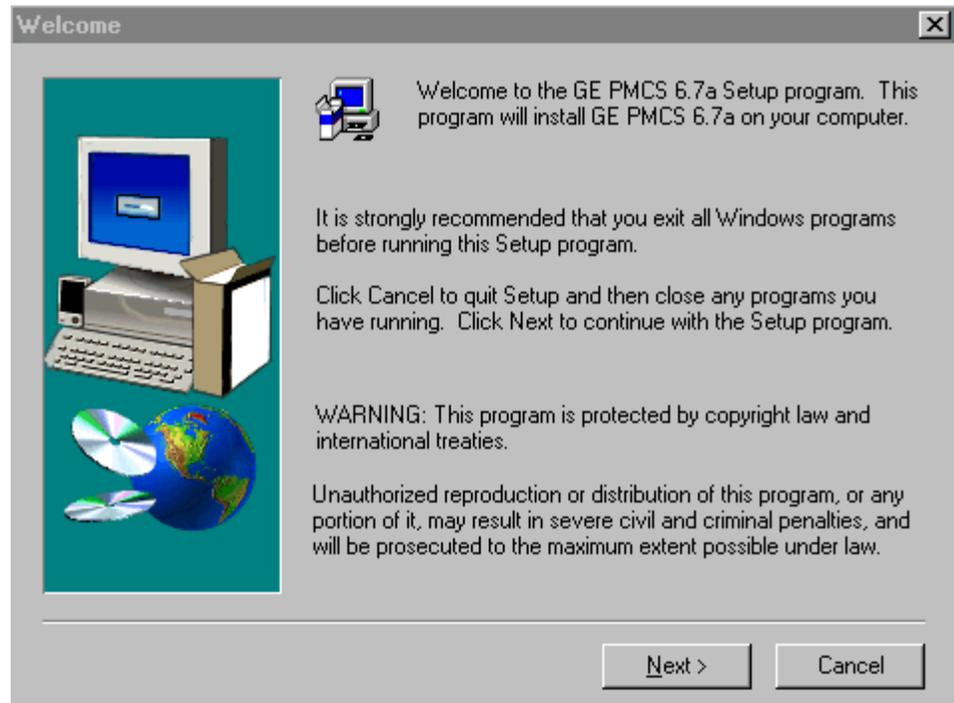 Welcome
Welcome to the GE PMCS 6.7a Setup program. This
program will install GE PMCS 6.7a on your computer.
It is strongly recommended that you exit all Windows programs
before running this Setup program.
Click Cancel to quit Setup and then close any programs you
have running. Click Next to continue with the Setup program.
WARNING: This program is protected by copyright law and
international treaties.
Unauthorized reproduction or distribution of this program, or any
portion of it, may result in severe civil and criminal penalties, and
will be prosecuted to the maximum extent possible under law.
Next >
Cancel